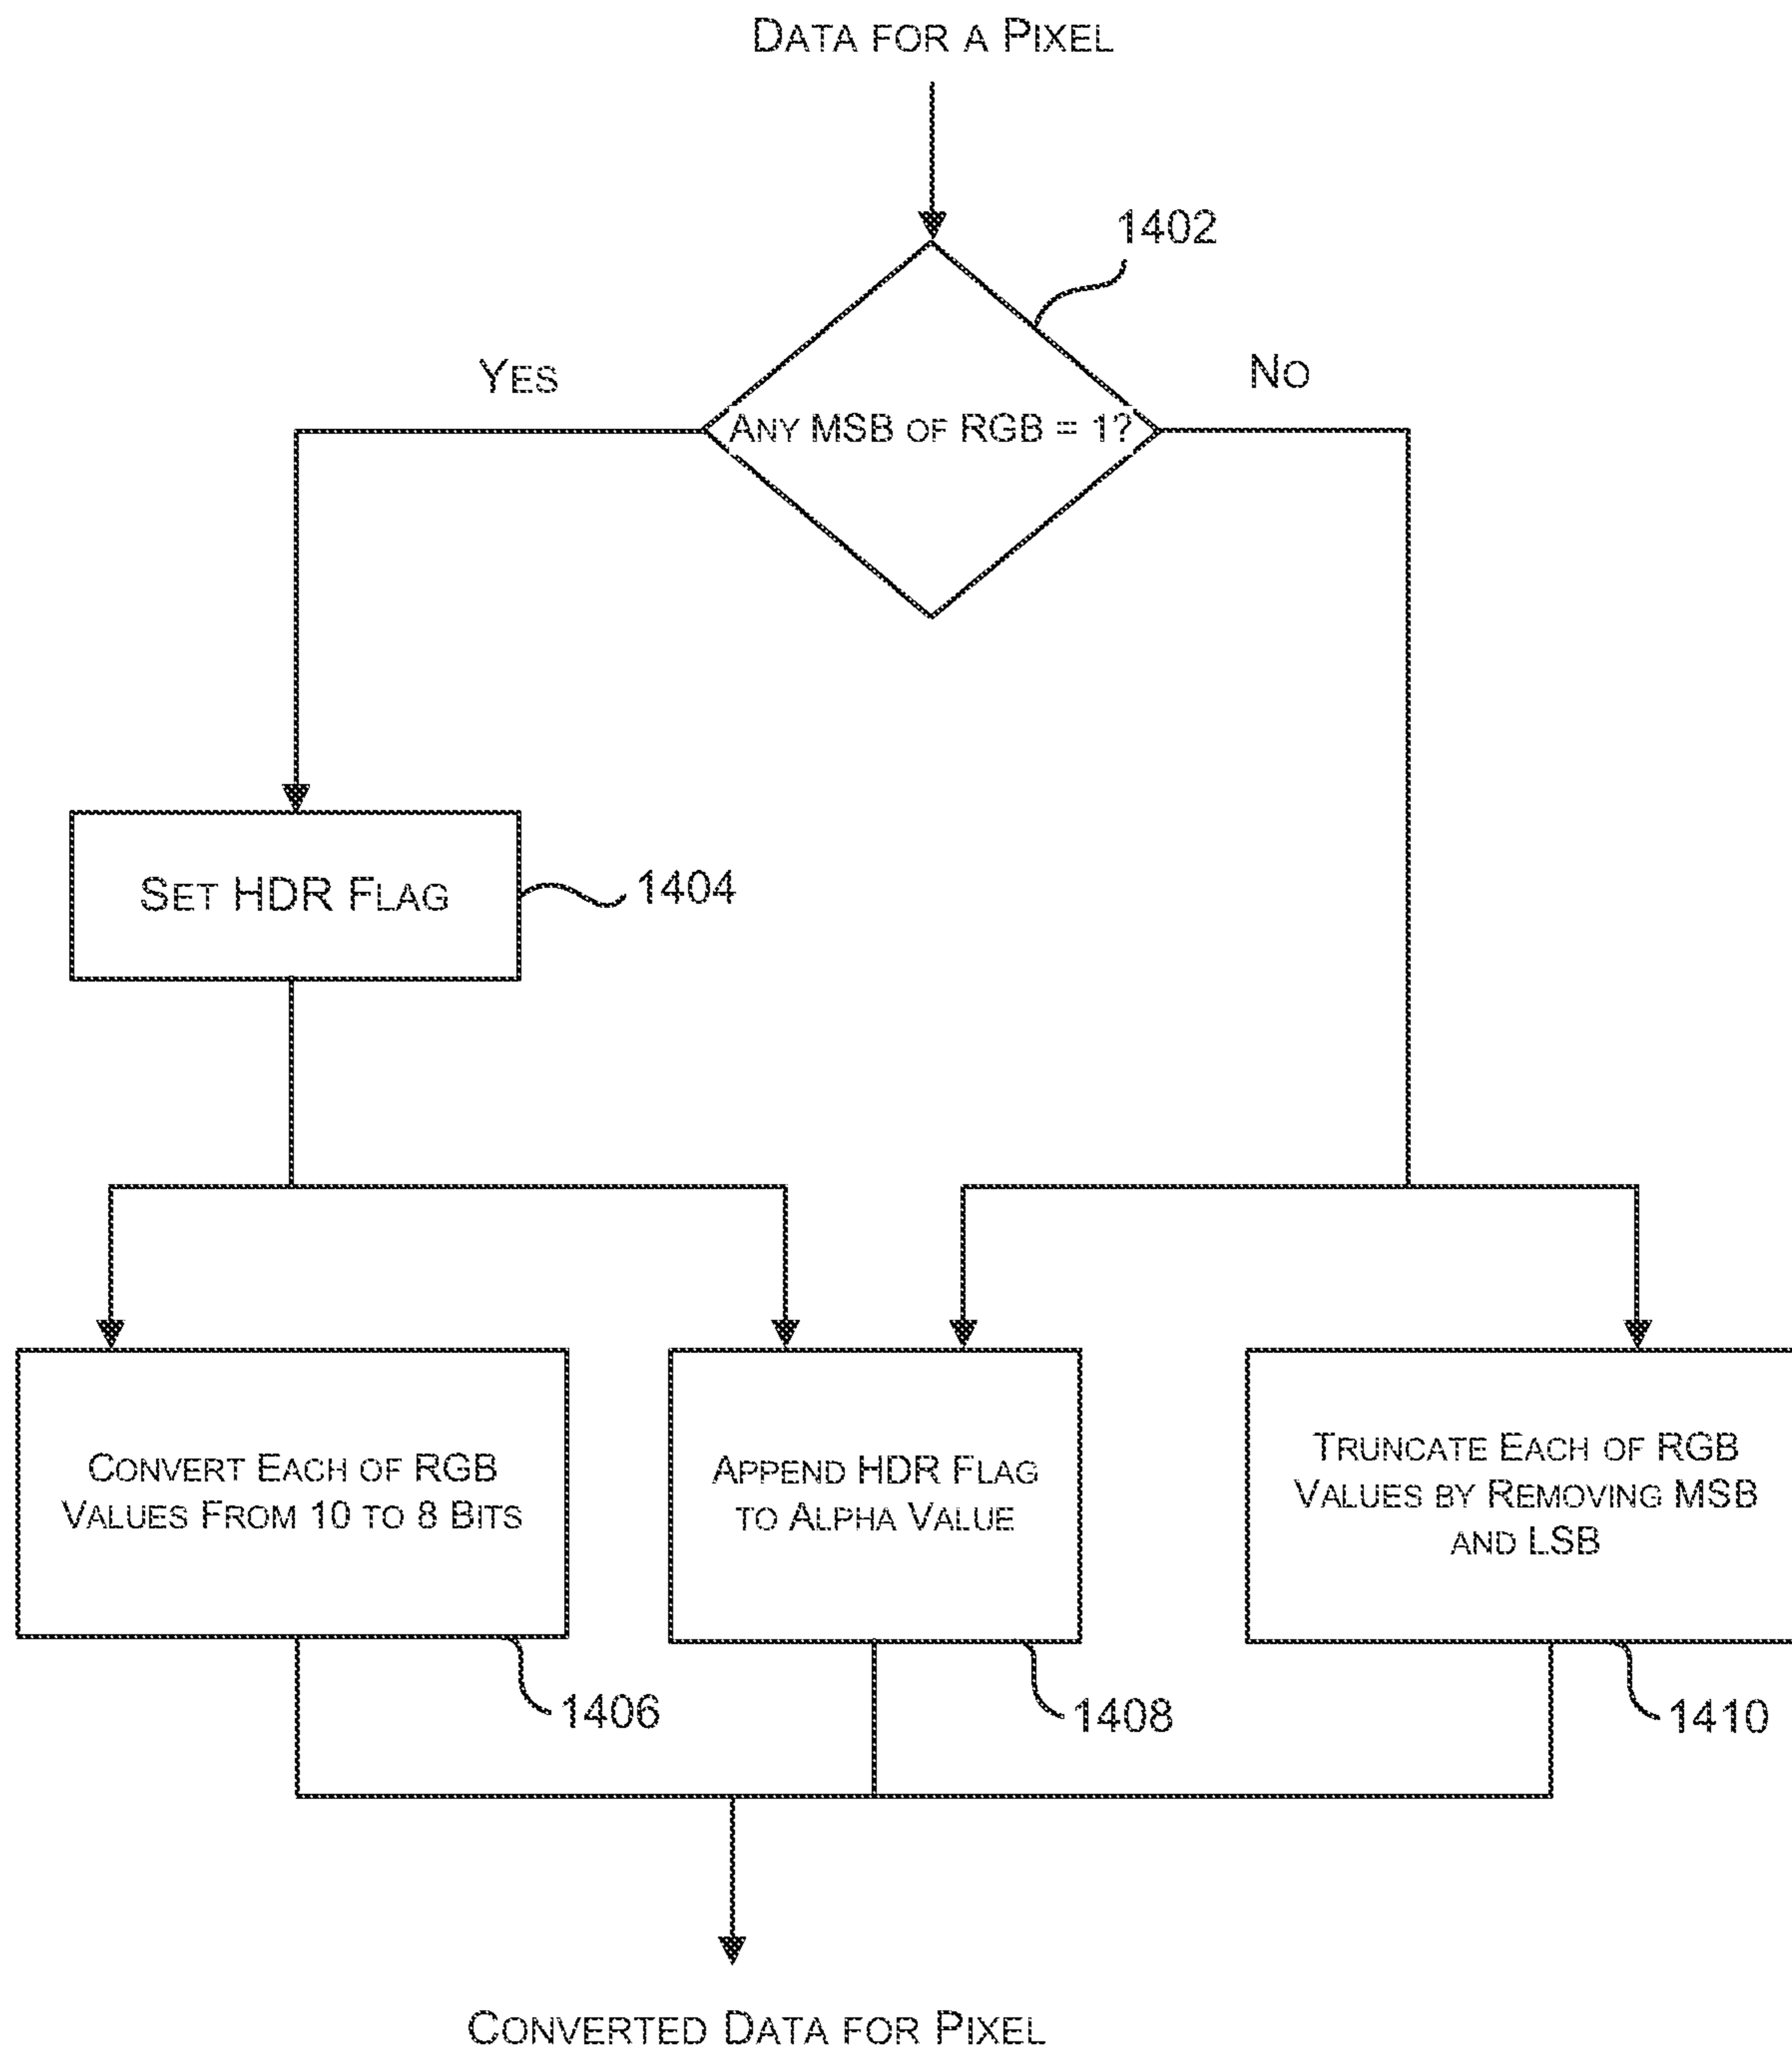 DATA FOR A PIXEL
1402
YES
NO
ANY MSB OF RGB = 1?
SET HDR FLAG
1404
CONVERT EACH OF RGB
VALUES FROM 10 TO 8 BITS
APPEND HDR FLAG
TO ALPHA VALUE
TRUNCATE EACH OF RGB
VALUES BY REMOVING MSB
AND LSB
1406
1408
1410
CONVERTED DATA FOR PIXEL